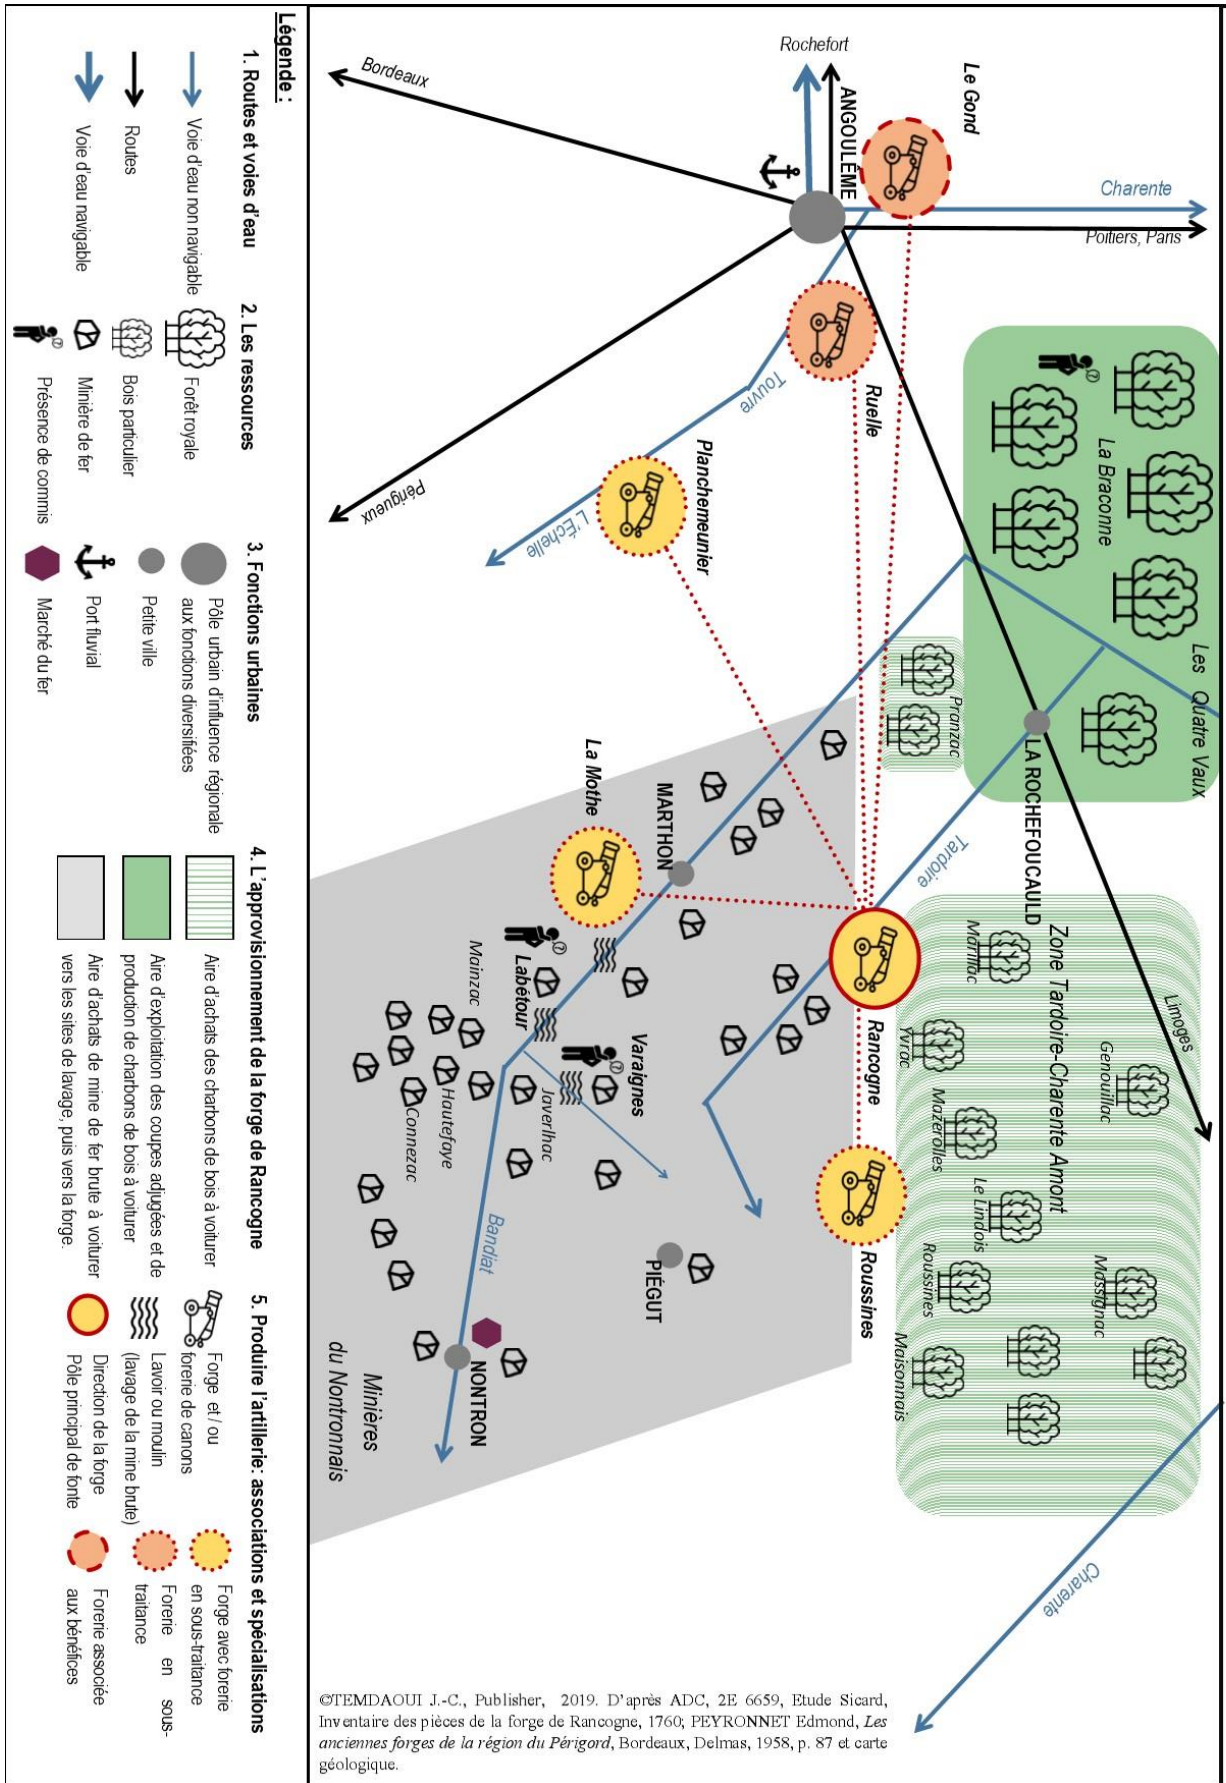 Rochefort
Bordeaux
ANGOULÊME
Le Gond
Charente
Poitiers, Paris
Périgueux
Touvre
Ruelle
L'Échelle
Planchemeunier
La Braconne
Les Quatre Vaux
Pranzac
LA ROCHEFOUCAULD
Tardoire
La Mothe
MARTHON
Rancogne
Zone Tardoire-Charente Amont
Limoges
Marillac
Yvrac
Genouillac
Mazerolles
Le Lindois
Roussines
Massignac
Maisonnais
Roussines
Labétour
Mainzac
Varaignes
Javerlhac
Hautefaye
Connezac
Bandiat
PIÉGUT
NONTRON
Minières
du Nontronnais
Charente
Légende :
1. Routes et voies d'eau
Voie d'eau non navigable
Routes
Voie d'eau navigable
2. Les ressources
Forêt royale
Bois particulier
Minière de fer
Présence de commis
3. Fonctions urbaines
Pôle urbain d'influence régionale
aux fonctions diversifiées
Petite ville
Port fluvial
Marché du fer
4. L'approvisionnement de la forge de Rancogne
Aire d'achats des charbons de bois à voiturer
Aire d'exploitation des coupes adjugées et de
production de charbons de bois à voiturer
Aire d'achats de mine de fer brute à voiturer
vers les sites de lavage, puis vers la forge.
5. Produire l'artillerie: associations et spécialisations
Forge et / ou
forerie de canons
Lavoir ou moulin
(lavage de la mine brute)
Direction de la forge
Pôle principal de fonte
Forge avec forerie
en sous-traitance
Forerie en sous-
traitance
Forerie associée
aux bénéfices
©TEMDAOUI J.-C., Publisher, 2019. D'après ADC, 2E 6659, Etude Sicard,
Inventaire des pièces de la forge de Rancogne, 1760; PEYRONNET Edmond, Les
anciennes forges de la région du Périgord, Bordeaux, Delmas, 1958, p. 87 et carte
géologique.